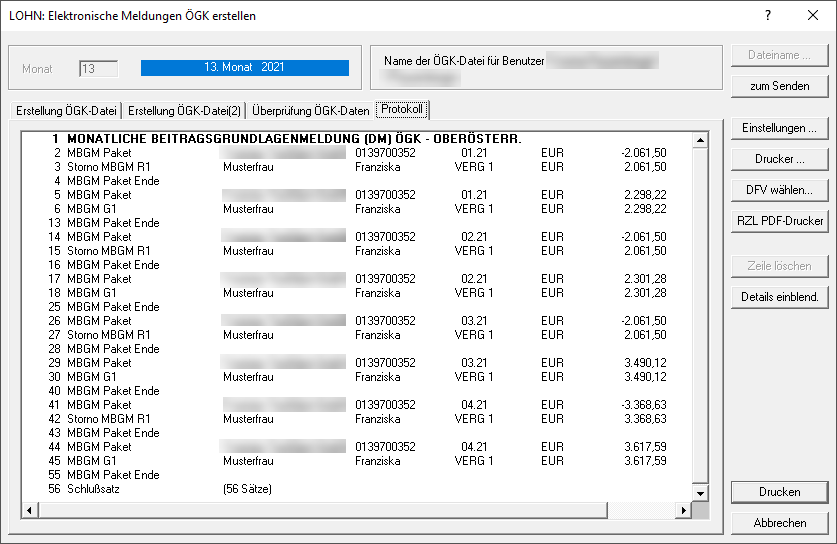 LOHN: Elektronische Meldungen ÖGK erstellen ?
Monat 13 13. Monat 2021
Name der ÖGK-Datei für Benutzer
Dateiname ...
zum Senden
Einstellungen ...
Drucker ...
DFV wählen...
RZL PDF-Drucker
Zeile löschen
Details einblend.
Erstellung ÖGK-Datei Erstellung ÖGK-Datei(2) Überprüfung ÖGK-Daten Protokoll
1 MONATLICHE BEITRAGSGRUNDLAGENMELDUNG (DM) ÖGK - OBERÖSTERR.
2 MBGM Paket 0139700352 01.21 EUR -2.061,50
3 Storno MBGM R1 Musterfrau Franziska VERG 1 EUR 2.061,50
4 MBGM Paket Ende
5 MBGM Paket 0139700352 01.21 EUR 2.298,22
6 MBGM G1 Musterfrau Franziska VERG 1 EUR 2.298,22
13 MBGM Paket Ende
14 MBGM Paket 0139700352 02.21 EUR -2.061,50
15 Storno MBGM R1 Musterfrau Franziska VERG 1 EUR 2.061,50
16 MBGM Paket Ende
17 MBGM Paket 0139700352 02.21 EUR 2.301,28
18 MBGM G1 Musterfrau Franziska VERG 1 EUR 2.301,28
25 MBGM Paket Ende
26 MBGM Paket 0139700352 03.21 EUR -2.061,50
27 Storno MBGM R1 Musterfrau Franziska VERG 1 EUR 2.061,50
28 MBGM Paket Ende
29 MBGM Paket 0139700352 03.21 EUR 3.490,12
30 MBGM G1 Musterfrau Franziska VERG 1 EUR 3.490,12
40 MBGM Paket Ende
41 MBGM Paket 0139700352 04.21 EUR -3.368,63
42 Storno MBGM R1 Musterfrau Franziska VERG 1 EUR 3.368,63
43 MBGM Paket Ende
44 MBGM Paket 0139700352 04.21 EUR 3.617,59
45 MBGM G1 Musterfrau Franziska VERG 1 EUR 3.617,59
55 MBGM Paket Ende
56 Schlußsatz (56 Sätze)
Drucken
Abbrechen